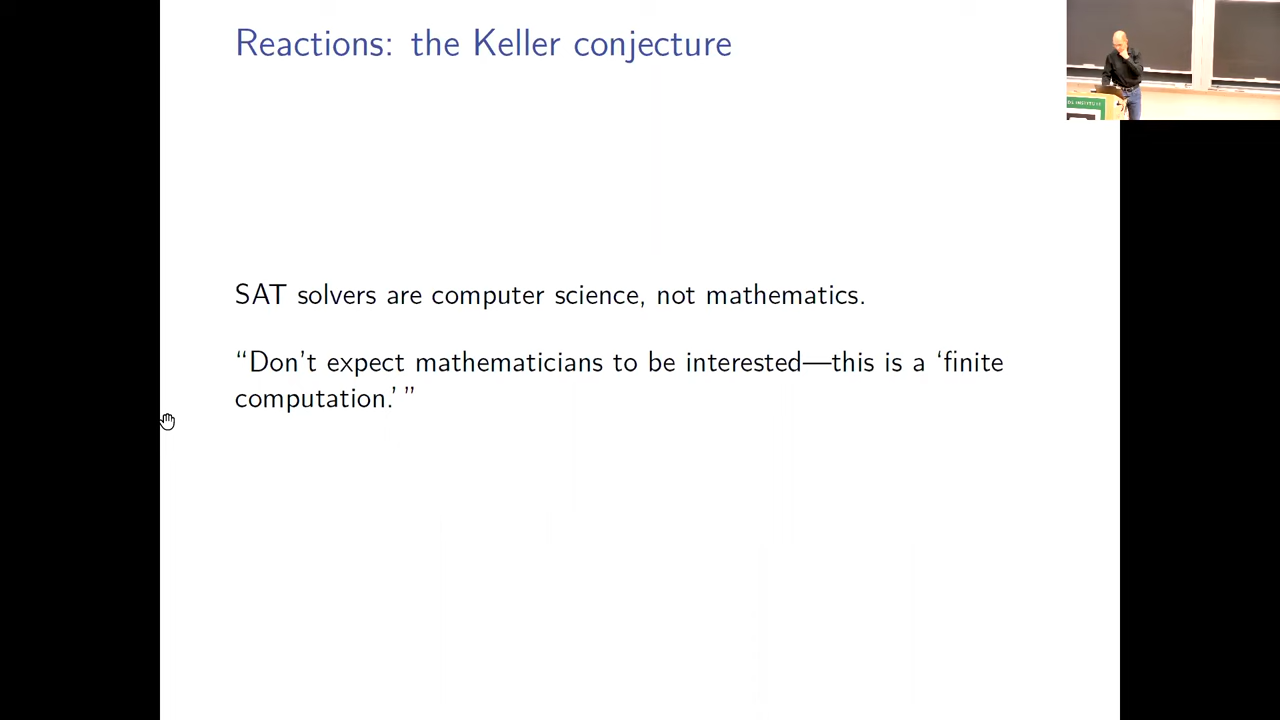 Reactions: the Keller conjecture
SAT solvers are computer science, not mathematics.
“Don’t expect mathematicians to be interested—this is a ‘finite
computation.’ ”
INSTITUTE